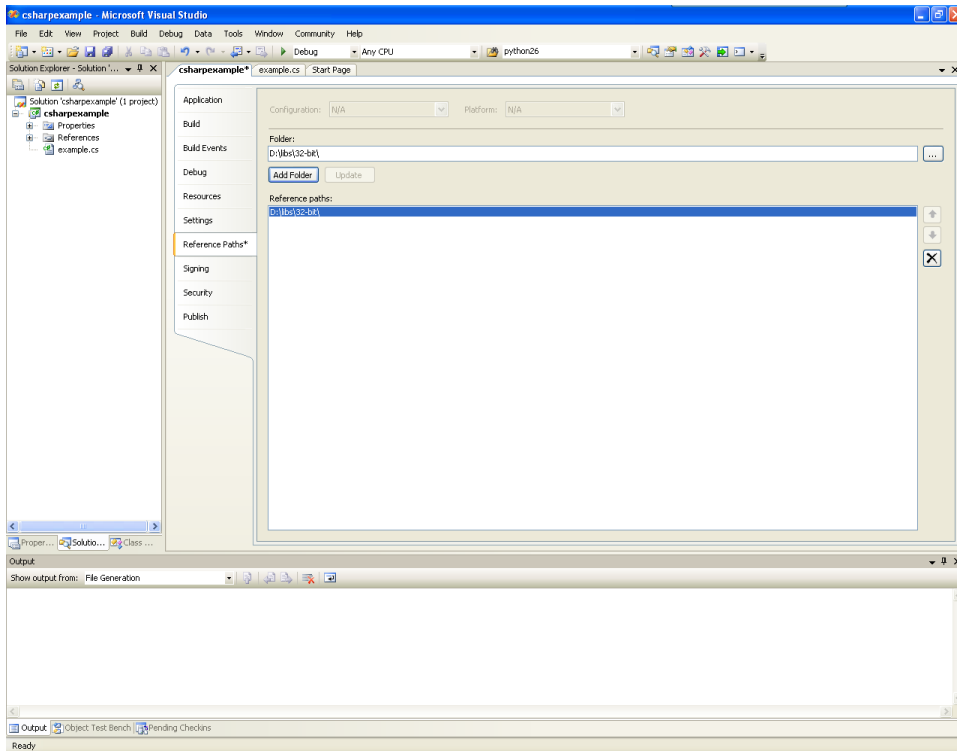 csharpexample - Microsoft Visual Studio
File Edit View Project Build Debug Data Tools Window Community Help
Debug Any CPU python26
Solution Explorer - Solution '...
csharpexample* example.cs Start Page
Solution 'csharpexample' (1 project)
csharpexample
Properties
References
example.cs
Application
Build
Build Events
Debug
Resources
Settings
Reference Paths*
Signing
Security
Publish
Configuration: N/A Platform: N/A
Folder:
D:\libs\32-bit\
...
Add Folder Update
Reference paths:
D:\libs\32-bit\
Proper... Solutio... Class ...
Output
Show output from: File Generation
Output Object Test Bench Pending Checkins
Ready